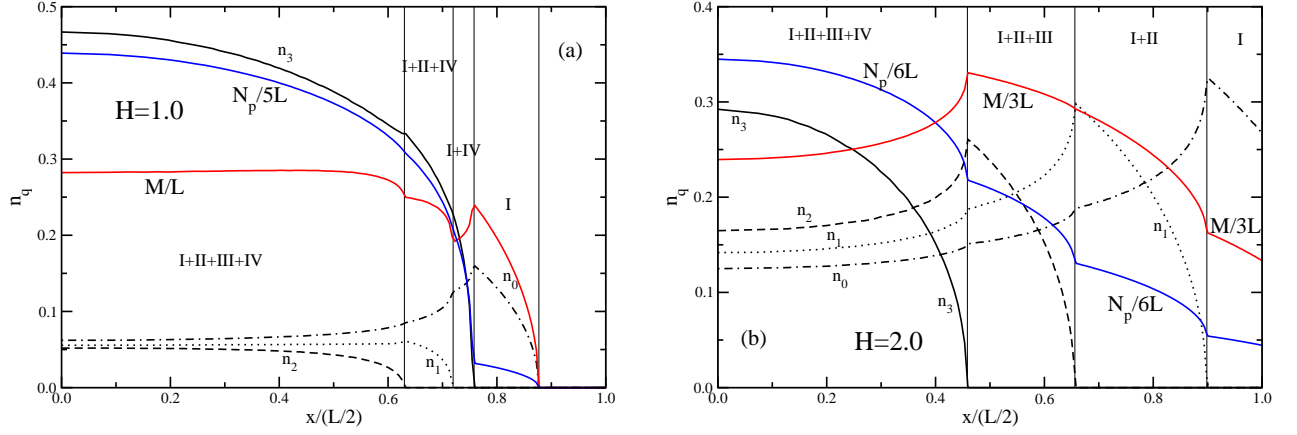 0.5
0.4
0.3
0.2
0.1
0.0
n_q
0.0
0.2
0.4
0.6
0.8
1.0
x/(L/2)
(a)
H=1.0
n_3
N_p/5L
M/L
I+II+III+IV
I+II+IV
I+IV
I
n_0
n_1
n_2
0.4
0.3
0.2
0.1
0.0
n_q
0.0
0.2
0.4
0.6
0.8
1.0
x/(L/2)
(b)
H=2.0
I+II+III+IV
I+II+III
I+II
I
N_p/6L
M/3L
n_3
n_2
n_1
n_0
n_3
n_1
M/3L
N_p/6L